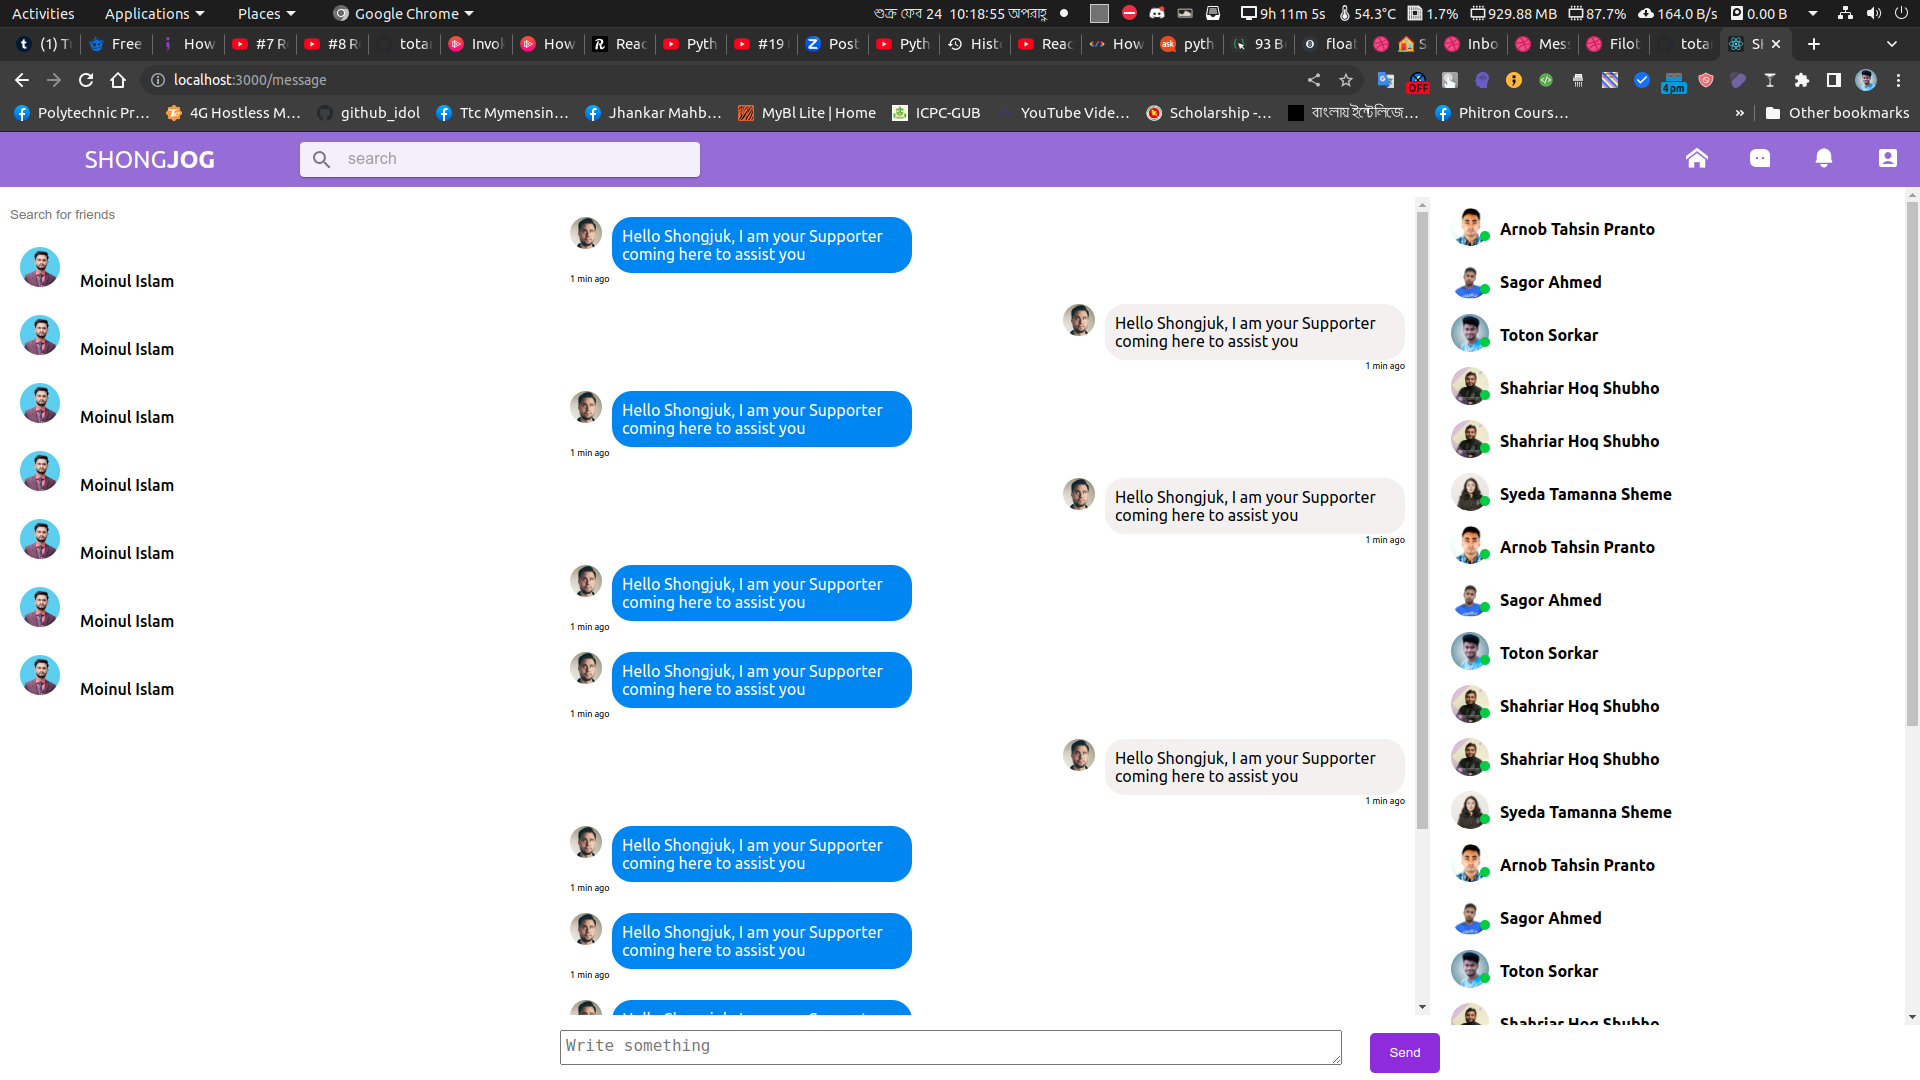 Activities Applications Places Google Chrome শুক্র ফেব 24 10:18:55 অপরাহ্ণ 9h 11m 5s 54.3°C 1.7% 929.88 MB 87.7% 164.0 B/s 0.00 B
(1) T Free How #7 R #8 R tota Invol How Reac Pyth #19 Post Pyth Histo Reac How pyth 93 B float S Inbo Mess Filot tota S
localhost:3000/message OFF 4pm
Polytechnic Pr... 4G Hostless M... github_idol Ttc Mymensin... Jhankar Mahb... MyBl Lite | Home ICPC-GUB YouTube Vide... Scholarship -... বাংলায় ইন্টেলিজে... Phitron Cours... » Other bookmarks
SHONGJOG search
Search for friends
Moinul Islam
Moinul Islam
Moinul Islam
Moinul Islam
Moinul Islam
Moinul Islam
Moinul Islam
Hello Shongjuk, I am your Supporter
coming here to assist you
1 min ago
Hello Shongjuk, I am your Supporter
coming here to assist you
1 min ago
Hello Shongjuk, I am your Supporter
coming here to assist you
1 min ago
Hello Shongjuk, I am your Supporter
coming here to assist you
1 min ago
Hello Shongjuk, I am your Supporter
coming here to assist you
1 min ago
Hello Shongjuk, I am your Supporter
coming here to assist you
1 min ago
Hello Shongjuk, I am your Supporter
coming here to assist you
1 min ago
Hello Shongjuk, I am your Supporter
coming here to assist you
1 min ago
Hello Shongjuk, I am your Supporter
coming here to assist you
1 min ago
Hello Shongjuk, I am your Supporter
Write something
Send
Arnob Tahsin Pranto
Sagor Ahmed
Toton Sorkar
Shahriar Hoq Shubho
Shahriar Hoq Shubho
Syeda Tamanna Sheme
Arnob Tahsin Pranto
Sagor Ahmed
Toton Sorkar
Shahriar Hoq Shubho
Shahriar Hoq Shubho
Syeda Tamanna Sheme
Arnob Tahsin Pranto
Sagor Ahmed
Toton Sorkar
Shahriar Hoq Shubho